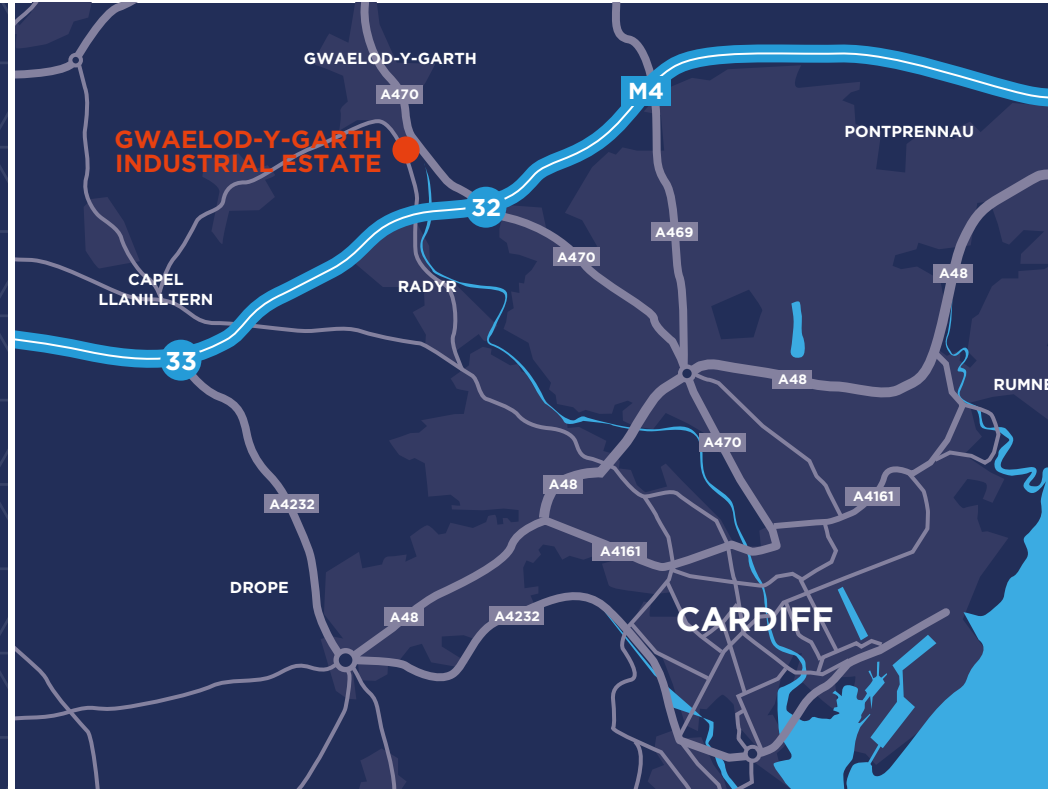 GWAELOD-Y-GARTH
A470
M4
PONTPRENNAU
GWAELOD-Y-GARTH
INDUSTRIAL ESTATE
32
A469
A470
A48
CAPEL
LLANILLTERN
RADYR
33
A48
RUMNE
A470
A48
A4161
A4232
A4161
DROPE
A48
A4232
CARDIFF